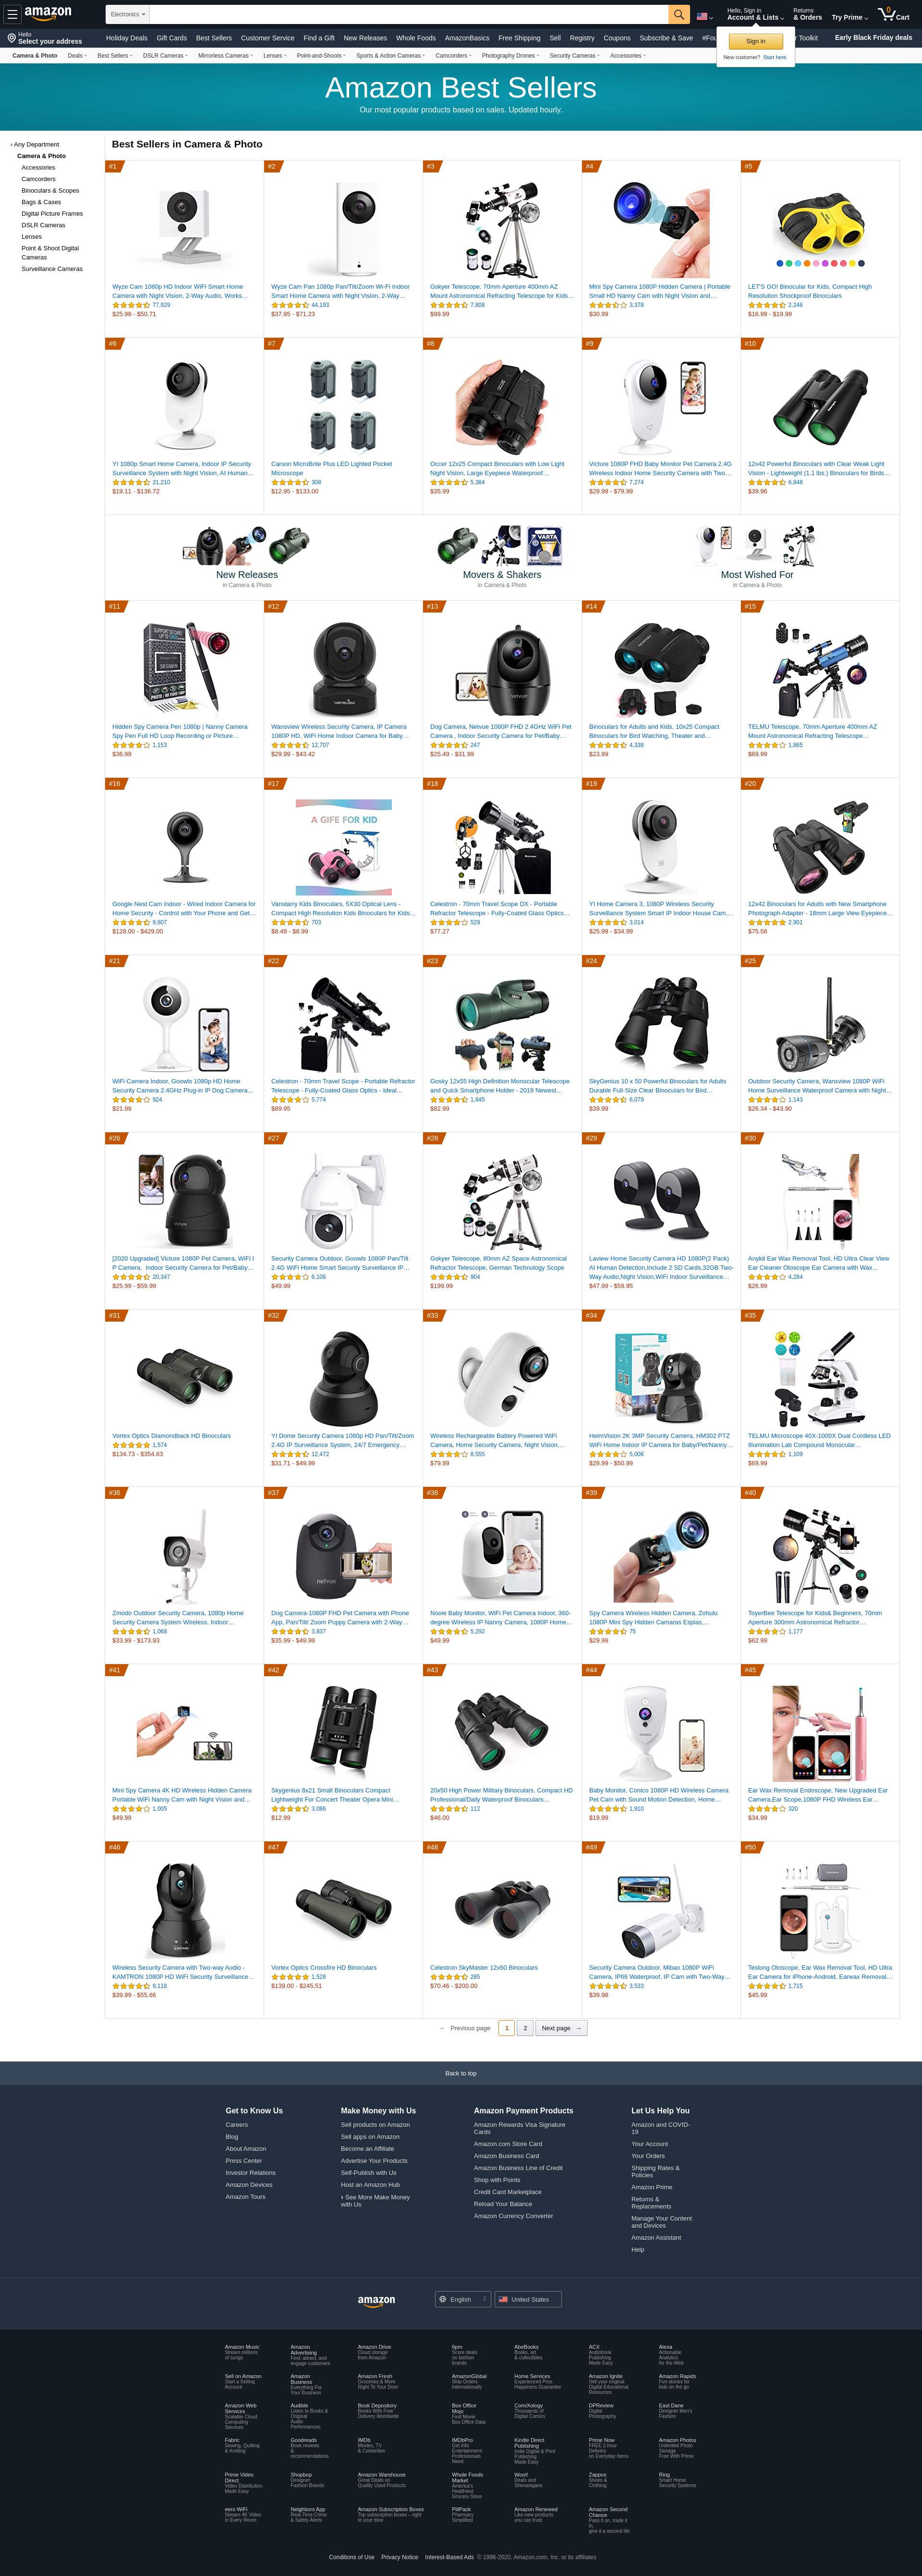 amazon
Electronics
Hello, Sign in
Account & Lists
Returns
& Orders
Try Prime
0
Cart
Hello
Select your address
Holiday Deals Gift Cards Best Sellers Customer Service Find a Gift New Releases Whole Foods AmazonBasics Free Shipping Sell Registry Coupons Subscribe & Save #Fou r Toolkit
Early Black Friday deals
Sign in
New customer? Start here.
Camera & Photo Deals Best Sellers DSLR Cameras Mirrorless Cameras Lenses Point-and-Shoots Sports & Action Cameras Camcorders Photography Drones Security Cameras Accessories
Amazon Best Sellers
Our most popular products based on sales. Updated hourly.
‹ Any Department
Camera & Photo
Accessories
Camcorders
Binoculars & Scopes
Bags & Cases
Digital Picture Frames
DSLR Cameras
Lenses
Point & Shoot Digital
Cameras
Surveillance Cameras
Best Sellers in Camera & Photo
#1
Wyze Cam 1080p HD Indoor WiFi Smart Home
Camera with Night Vision, 2-Way Audio, Works…
77,929
$25.98 - $50.71
#2
Wyze Cam Pan 1080p Pan/Tilt/Zoom Wi-Fi Indoor
Smart Home Camera with Night Vision, 2-Way…
44,193
$37.95 - $71.23
#3
Gskyer Telescope, 70mm Aperture 400mm AZ
Mount Astronomical Refracting Telescope for Kids…
7,808
$99.99
#4
Mini Spy Camera 1080P Hidden Camera | Portable
Small HD Nanny Cam with Night Vision and…
3,378
$30.99
#5
LET'S GO! Binocular for Kids, Compact High
Resolution Shockproof Binoculars
2,246
$16.99 - $19.99
#6
YI 1080p Smart Home Camera, Indoor IP Security
Surveillance System with Night Vision, AI Human…
21,210
$19.11 - $136.72
#7
Carson MicroBrite Plus LED Lighted Pocket
Microscope
308
$12.95 - $133.00
#8
Occer 12x25 Compact Binoculars with Low Light
Night Vision, Large Eyepiece Waterproof…
5,384
$35.99
#9
Victure 1080P FHD Baby Monitor Pet Camera 2.4G
Wireless Indoor Home Security Camera with Two…
7,274
$29.99 - $79.99
#10
12x42 Powerful Binoculars with Clear Weak Light
Vision - Lightweight (1.1 lbs.) Binoculars for Birds…
6,848
$39.96
New Releases
in Camera & Photo
Movers & Shakers
in Camera & Photo
VARTA
Most Wished For
in Camera & Photo
#11
Hidden Spy Camera Pen 1080p | Nanny Camera
Spy Pen Full HD Loop Recording or Picture…
1,153
$36.99
#12
Wansview Wireless Security Camera, IP Camera
1080P HD, WiFi Home Indoor Camera for Baby…
12,707
$29.99 - $43.42
#13
netvue
Dog Camera, Netvue 1080P FHD 2.4GHz WiFi Pet
Camera , Indoor Security Camera for Pet/Baby…
247
$25.49 - $31.99
#14
Binoculars for Adults and Kids, 10x25 Compact
Binoculars for Bird Watching, Theater and…
4,338
$23.99
#15
TELMU Telescope, 70mm Aperture 400mm AZ
Mount Astronomical Refracting Telescope…
1,865
$69.99
#16
Google Nest Cam Indoor - Wired Indoor Camera for
Home Security - Control with Your Phone and Get…
9,807
$128.00 - $429.00
#17
A GIFE FOR KID
Vanstarry Kids Binoculars, 5X30 Optical Lens -
Compact High Resolution Kids Binoculars for Kids…
703
$8.49 - $8.99
#18
Celestron - 70mm Travel Scope DX - Portable
Refractor Telescope - Fully-Coated Glass Optics…
529
$77.27
#19
YI Home Camera 3, 1080P Wireless Security
Surveillance System Smart IP Indoor House Cam,…
3,014
$25.99 - $34.99
#20
12x42 Binoculars for Adults with New Smartphone
Photograph Adapter - 18mm Large View Eyepiece…
2,901
$75.56
#21
WiFi Camera Indoor, Goowls 1080p HD Home
Security Camera 2.4GHz Plug-in IP Dog Camera…
924
$21.99
#22
Celestron - 70mm Travel Scope - Portable Refractor
Telescope - Fully-Coated Glass Optics - Ideal…
5,774
$89.95
#23
Gosky 12x55 High Definition Monocular Telescope
and Quick Smartphone Holder - 2019 Newest…
1,845
$82.99
#24
SkyGenius 10 x 50 Powerful Binoculars for Adults
Durable Full-Size Clear Binoculars for Bird…
6,079
$39.99
#25
Outdoor Security Camera, Wansview 1080P WiFi
Home Surveillance Waterproof Camera with Night…
1,143
$26.34 - $43.90
#26
[2020 Upgraded] Victure 1080P Pet Camera, WiFi I
P Camera, Indoor Security Camera for Pet/Baby…
20,347
$25.99 - $59.99
#27
Security Camera Outdoor, Goowls 1080P Pan/Tilt
2.4G WiFi Home Smart Security Surveillance IP…
6,106
$49.99
#28
Gskyer Telescope, 80mm AZ Space Astronomical
Refractor Telescope, German Technology Scope
904
$199.99
#29
Laview Home Security Camera HD 1080P(2 Pack)
AI Human Detection,Include 2 SD Cards,32GB Two-
Way Audio,Night Vision,WiFi Indoor Surveillance…
$47.99 - $59.95
#30
Anykit Ear Wax Removal Tool, HD Ultra Clear View
Ear Cleaner Otoscope Ear Camera with Wax…
4,284
$26.99
#31
Vortex Optics Diamondback HD Binoculars
1,574
$134.73 - $354.63
#32
YI Dome Security Camera 1080p HD Pan/Tilt/Zoom
2.4G IP Surveillance System, 24/7 Emergency…
12,472
$31.71 - $49.99
#33
Wireless Rechargeable Battery Powered WiFi
Camera, Home Security Camera, Night Vision,…
8,555
$79.99
#34
HeimVision 2K 3MP Security Camera, HM302 PTZ
WiFi Home Indoor IP Camera for Baby/Pet/Nanny…
5,006
$29.99 - $50.99
#35
TELMU Microscope 40X-1000X Dual Cordless LED
Illumination Lab Compound Monocular…
1,109
$69.99
#36
Zmodo Outdoor Security Camera, 1080p Home
Security Camera System Wireless, Indoor…
1,068
$33.99 - $173.93
#37
netvue
Dog Camera-1080P FHD Pet Camera with Phone
App, Pan/Tilt/ Zoom Puppy Camera with 2-Way…
3,837
$35.99 - $49.99
#38
Nooie Baby Monitor, WiFi Pet Camera Indoor, 360-
degree Wireless IP Nanny Camera, 1080P Home…
5,292
$49.99
#39
Spy Camera Wireless Hidden Camera, Zohulu
1080P Mini Spy Hidden Camaras Espias,…
75
$29.99
#40
ToyerBee Telescope for Kids& Beginners, 70mm
Aperture 300mm Astronomical Refractor…
1,177
$62.99
#41
Mini Spy Camera 4K HD Wireless Hidden Camera
Portable WiFi Nanny Cam with Night Vision and…
1,005
$49.99
#42
Skygenius 8x21 Small Binoculars Compact
Lightweight For Concert Theater Opera Mini…
3,086
$12.99
#43
20x50 High Power Military Binoculars, Compact HD
Professional/Daily Waterproof Binoculars…
112
$46.00
#44
Baby Monitor, Conico 1080P HD Wireless Camera
Pet Cam with Sound Motion Detection, Home…
1,910
$19.99
#45
Ear Wax Removal Endoscope, New Upgraded Ear
Camera,Ear Scope,1080P FHD Wireless Ear…
320
$34.99
#46
Wireless Security Camera with Two-way Audio -
KAMTRON 1080P HD WiFi Security Surveillance…
9,118
$39.99 - $55.66
#47
Vortex Optics Crossfire HD Binoculars
1,528
$139.00 - $245.51
#48
Celestron SkyMaster 12x60 Binoculars
285
$70.46 - $200.00
#49
Security Camera Outdoor, Mibao 1080P WiFi
Camera, IP66 Waterproof, IP Cam with Two-Way…
3,533
$39.98
#50
Teslong Otoscope, Ear Wax Removal Tool, HD Ultra
Ear Camera for iPhone-Android, Earwax Removal…
1,715
$45.99
← Previous page 1 2 Next page →
Back to top
Get to Know Us
Careers
Blog
About Amazon
Press Center
Investor Relations
Amazon Devices
Amazon Tours
Make Money with Us
Sell products on Amazon
Sell apps on Amazon
Become an Affiliate
Advertise Your Products
Self-Publish with Us
Host an Amazon Hub
› See More Make Money
with Us
Amazon Payment Products
Amazon Rewards Visa Signature
Cards
Amazon.com Store Card
Amazon Business Card
Amazon Business Line of Credit
Shop with Points
Credit Card Marketplace
Reload Your Balance
Amazon Currency Converter
Let Us Help You
Amazon and COVID-
19
Your Account
Your Orders
Shipping Rates &
Policies
Amazon Prime
Returns &
Replacements
Manage Your Content
and Devices
Amazon Assistant
Help
amazon
English
United States
Amazon Music
Stream millions
of songs
Amazon
Advertising
Find, attract, and
engage customers
Amazon Drive
Cloud storage
from Amazon
6pm
Score deals
on fashion
brands
AbeBooks
Books, art
& collectibles
ACX
Audiobook
Publishing
Made Easy
Alexa
Actionable
Analytics
for the Web
Sell on Amazon
Start a Selling
Account
Amazon
Business
Everything For
Your Business
Amazon Fresh
Groceries & More
Right To Your Door
AmazonGlobal
Ship Orders
Internationally
Home Services
Experienced Pros
Happiness Guarantee
Amazon Ignite
Sell your original
Digital Educational
Resources
Amazon Rapids
Fun stories for
kids on the go
Amazon Web
Services
Scalable Cloud
Computing
Services
Audible
Listen to Books &
Original
Audio
Performances
Book Depository
Books With Free
Delivery Worldwide
Box Office
Mojo
Find Movie
Box Office Data
ComiXology
Thousands of
Digital Comics
DPReview
Digital
Photography
East Dane
Designer Men's
Fashion
Fabric
Sewing, Quilting
& Knitting
Goodreads
Book reviews
&
recommendations
IMDb
Movies, TV
& Celebrities
IMDbPro
Get Info
Entertainment
Professionals
Need
Kindle Direct
Publishing
Indie Digital & Print
Publishing
Made Easy
Prime Now
FREE 2-hour
Delivery
on Everyday Items
Amazon Photos
Unlimited Photo
Storage
Free With Prime
Prime Video
Direct
Video Distribution
Made Easy
Shopbop
Designer
Fashion Brands
Amazon Warehouse
Great Deals on
Quality Used Products
Whole Foods
Market
America's
Healthiest
Grocery Store
Woot!
Deals and
Shenanigans
Zappos
Shoes &
Clothing
Ring
Smart Home
Security Systems
eero WiFi
Stream 4K Video
in Every Room
Neighbors App
Real-Time Crime
& Safety Alerts
Amazon Subscription Boxes
Top subscription boxes – right
to your door
PillPack
Pharmacy
Simplified
Amazon Renewed
Like-new products
you can trust
Amazon Second
Chance
Pass it on, trade it
in,
give it a second life
Conditions of Use Privacy Notice Interest-Based Ads © 1996-2020, Amazon.com, Inc. or its affiliates